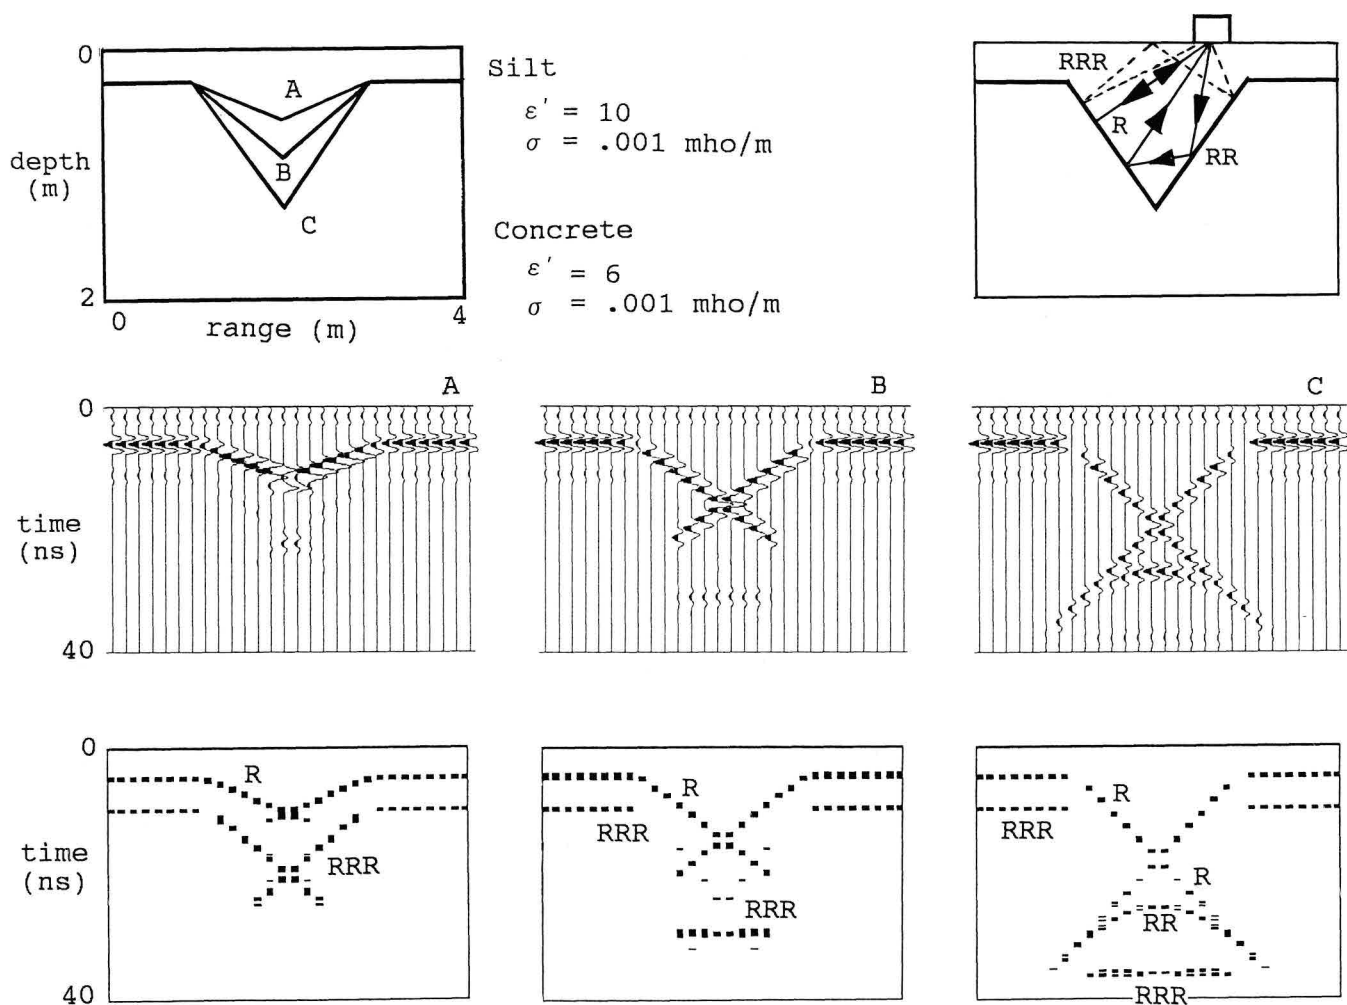 0
A
B
C
depth
(m)
2
0
range (m)
4
Silt
ε′ = 10
σ = .001 mho/m
Concrete
ε′ = 6
σ = .001 mho/m
RRR
R
RR
A
B
C
0
time
(ns)
40
0
R
RRR
time
(ns)
40
R
RRR
RRR
R
RRR
R
RR
RRR